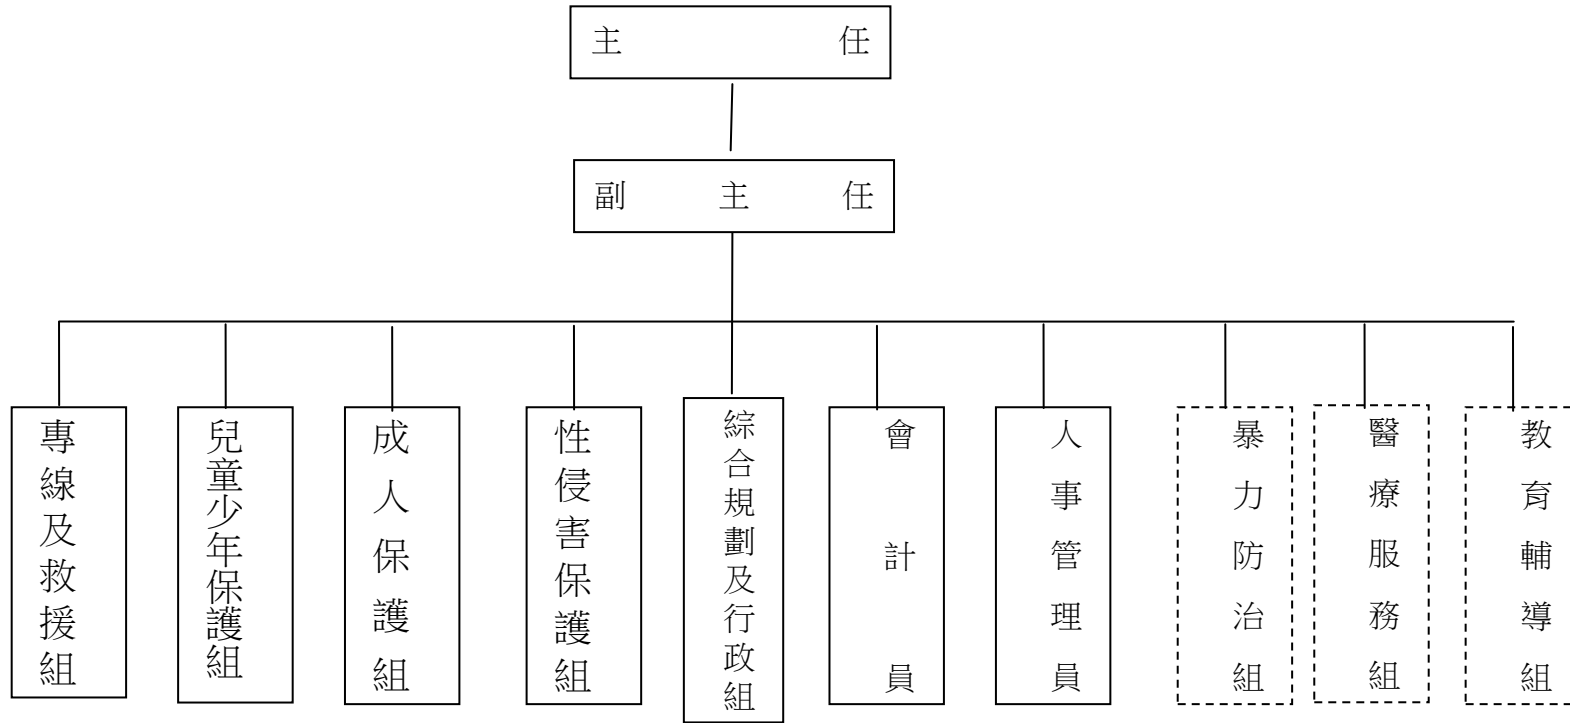 主任
副主任
專線及救援組
兒童少年保護組
成人保護組
性侵害保護組
綜合規劃及行政組
會計員
人事管理員
暴力防治組
醫療服務組
教育輔導組